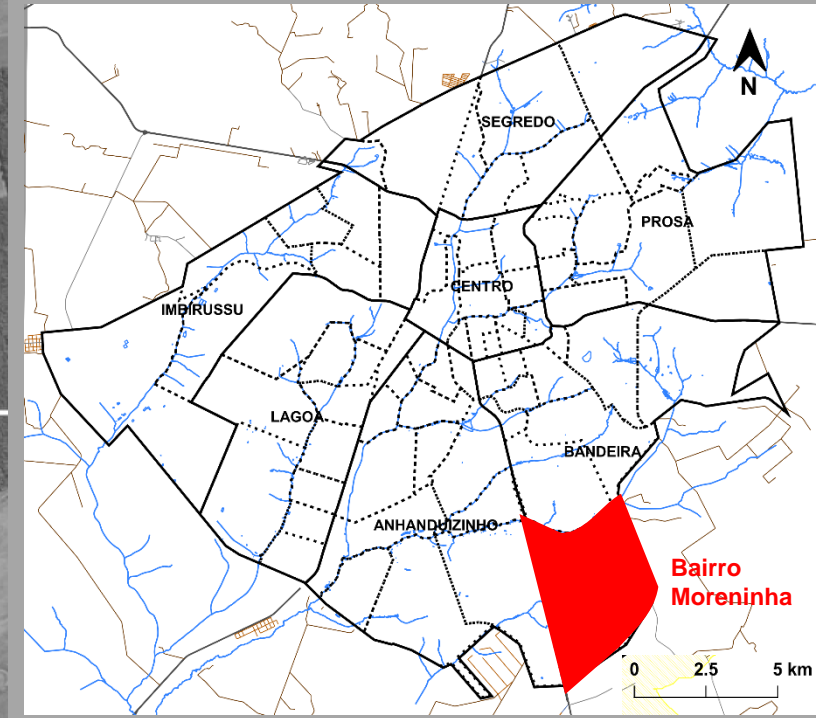 N
SEGREDO
PROSA
CENTRO
IMBIRUSSU
LAGOA
BANDEIRA
ANHANDUIZINHO
Bairro
Moreninha
0 2.5 5 km